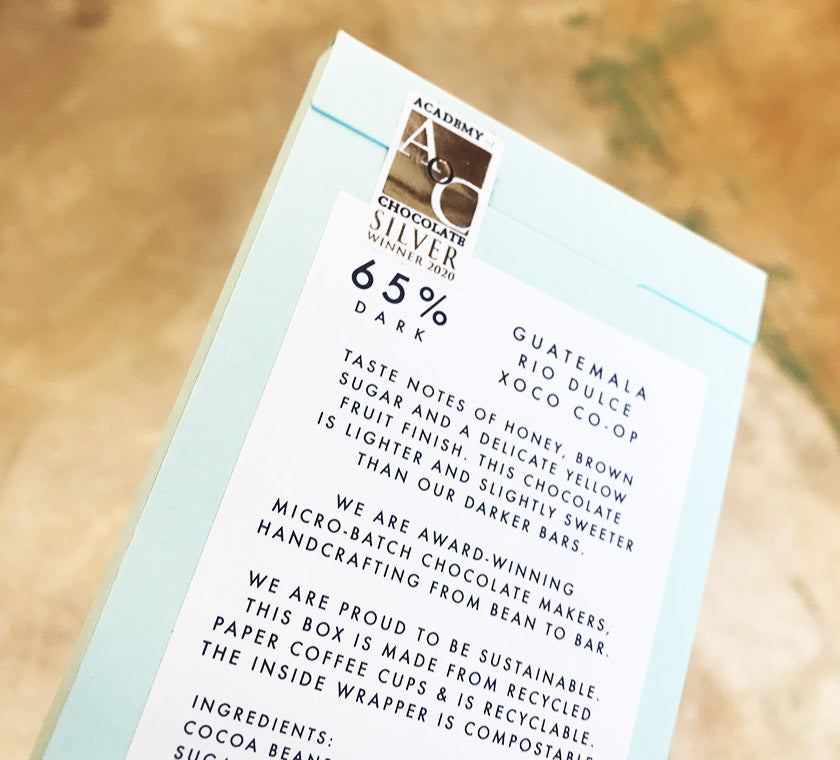 ACADEMY of
AoC
CHOCOLATE
SILVER
WINNER 2020
65%
DARK
GUATEMALA
RIO DULCE
XOCO CO-OP
TASTE NOTES OF HONEY, BROWN
SUGAR AND A DELICATE YELLOW
FRUIT FINISH. THIS CHOCOLATE
IS LIGHTER AND SLIGHTLY SWEETER
THAN OUR DARKER BARS.
WE ARE AWARD-WINNING
MICRO-BATCH CHOCOLATE MAKERS,
HANDCRAFTING FROM BEAN TO BAR.
WE ARE PROUD TO BE SUSTAINABLE.
THIS BOX IS MADE FROM RECYCLED
PAPER COFFEE CUPS & IS RECYCLABLE.
THE INSIDE WRAPPER IS COMPOSTABLE
INGREDIENTS:
COCOA BEANS